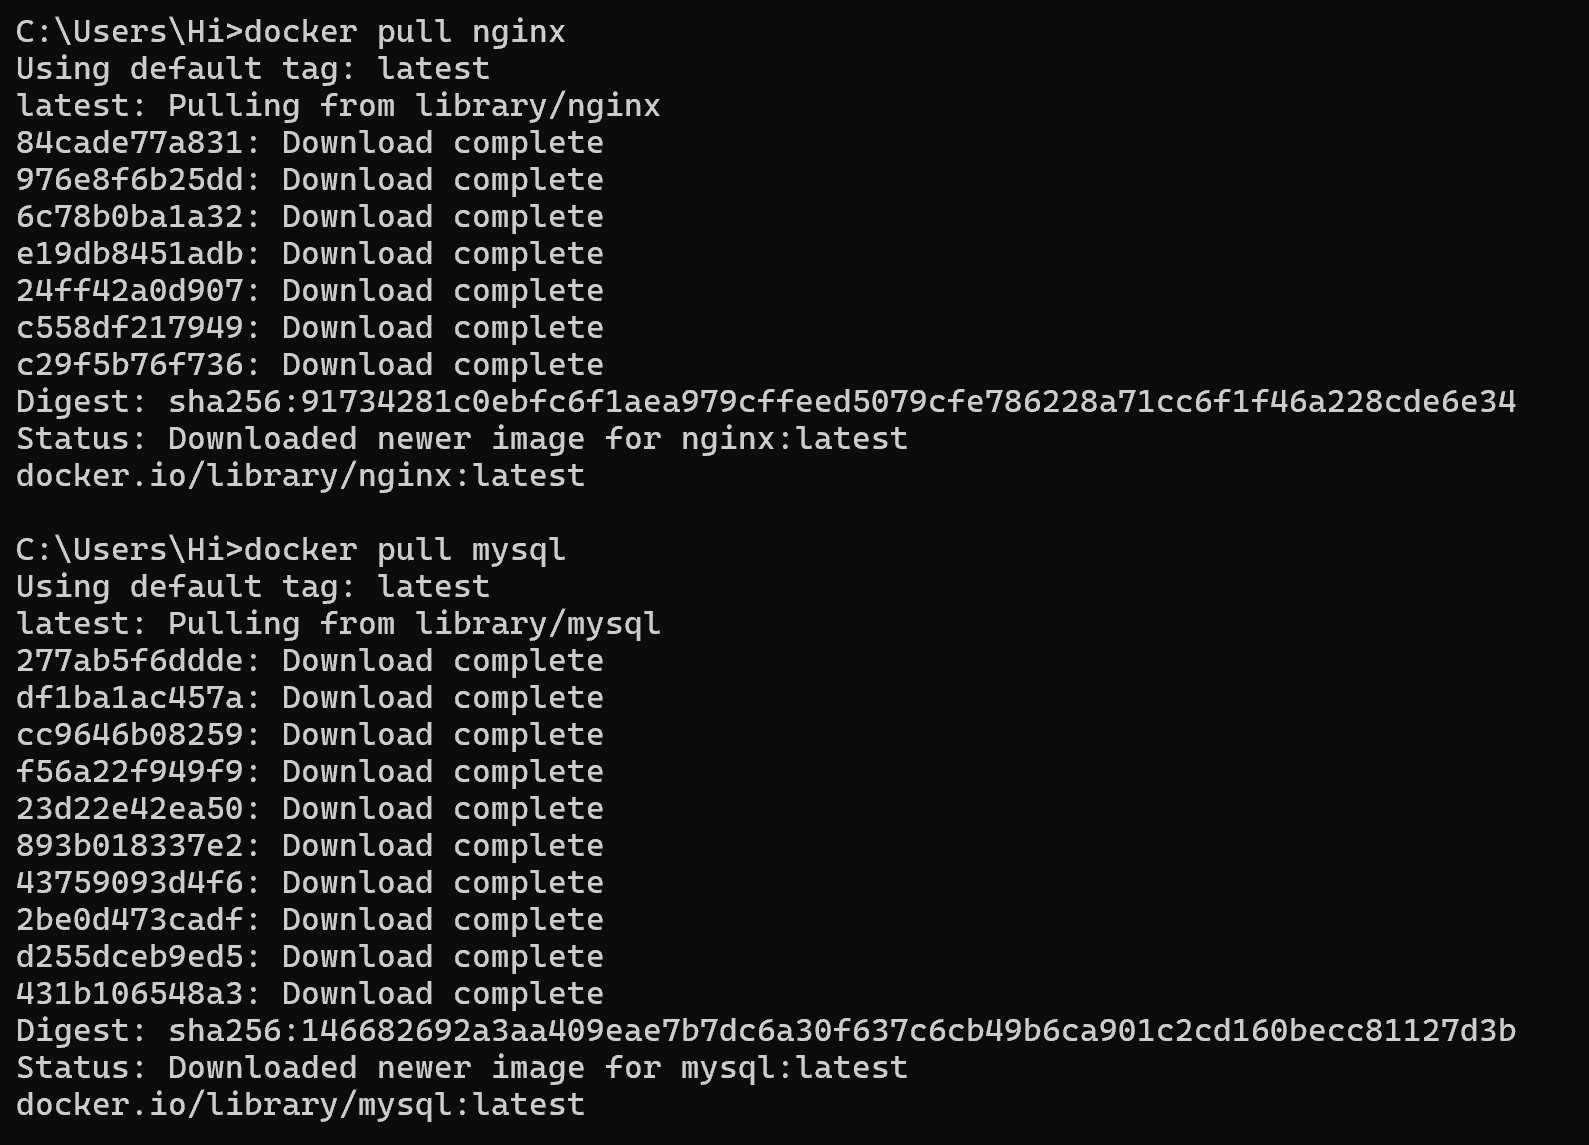 C:\Users\Hi>docker pull nginx
Using default tag: latest
latest: Pulling from library/nginx
84cade77a831: Download complete
976e8f6b25dd: Download complete
6c78b0ba1a32: Download complete
e19db8451adb: Download complete
24ff42a0d907: Download complete
c558df217949: Download complete
c29f5b76f736: Download complete
Digest: sha256:91734281c0ebfc6f1aea979cffeed5079cfe786228a71cc6f1f46a228cde6e34
Status: Downloaded newer image for nginx:latest
docker.io/library/nginx:latest
C:\Users\Hi>docker pull mysql
Using default tag: latest
latest: Pulling from library/mysql
277ab5f6ddde: Download complete
df1ba1ac457a: Download complete
cc9646b08259: Download complete
f56a22f949f9: Download complete
23d22e42ea50: Download complete
893b018337e2: Download complete
43759093d4f6: Download complete
2be0d473cadf: Download complete
d255dceb9ed5: Download complete
431b106548a3: Download complete
Digest: sha256:146682692a3aa409eae7b7dc6a30f637c6cb49b6ca901c2cd160becc81127d3b
Status: Downloaded newer image for mysql:latest
docker.io/library/mysql:latest